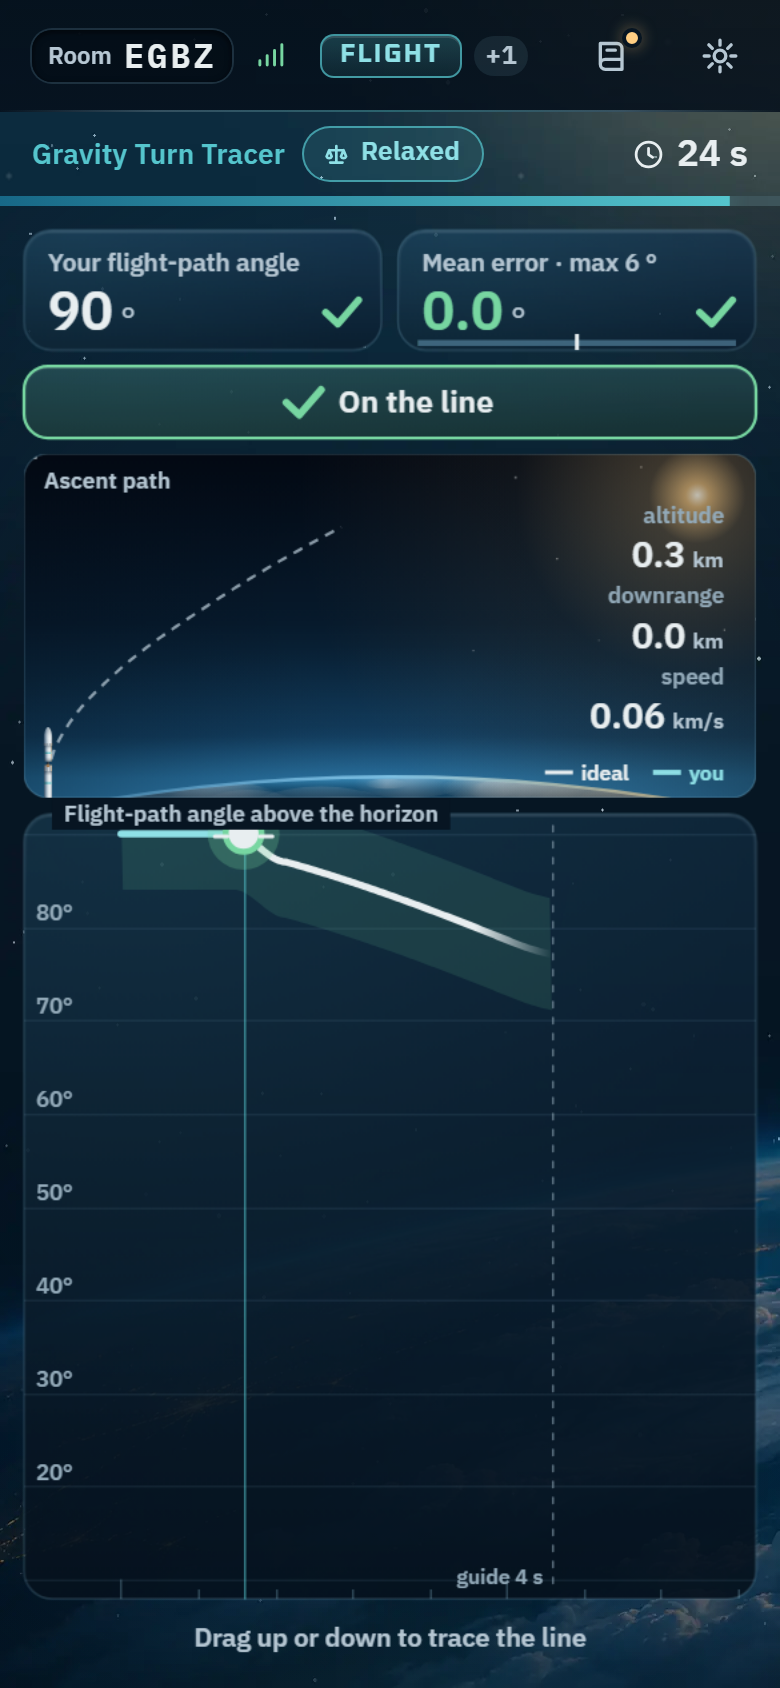 Room EGBZ FLIGHT +1
Gravity Turn Tracer Relaxed 24 s
Your flight-path angle
90 °
Mean error · max 6 °
0.0 °
On the line
Ascent path
altitude
0.3 km
downrange
0.0 km
speed
0.06 km/s
ideal you
Flight-path angle above the horizon
80°
70°
60°
50°
40°
30°
20°
guide 4 s
Drag up or down to trace the line